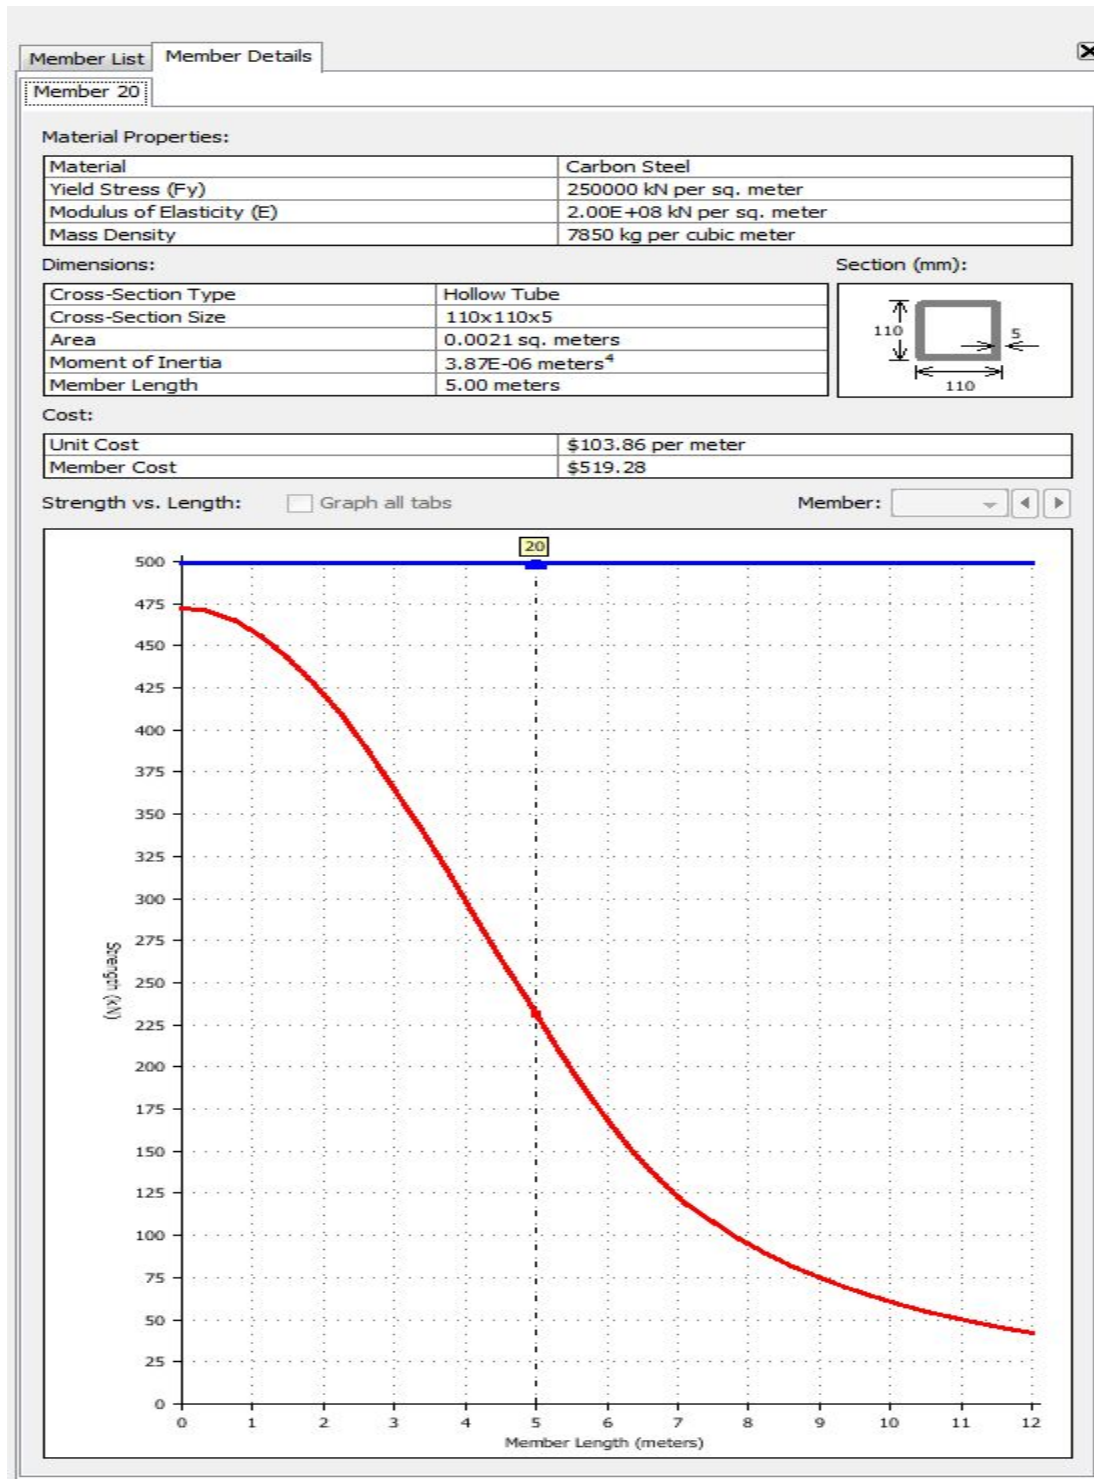 Member List Member Details
Member 20
Material Properties:
Material Carbon Steel
Yield Stress (Fy) 250000 kN per sq. meter
Modulus of Elasticity (E) 2.00E+08 kN per sq. meter
Mass Density 7850 kg per cubic meter
Dimensions: Section (mm):
Cross-Section Type Hollow Tube
Cross-Section Size 110x110x5
Area 0.0021 sq. meters
Moment of Inertia 3.87E-06 meters⁴
Member Length 5.00 meters
110
5
110
Cost:
Unit Cost $103.86 per meter
Member Cost $519.28
Strength vs. Length: Graph all tabs Member:
20
500
475
450
425
400
375
350
325
300
275
250
225
200
175
150
125
100
75
50
25
0
Strength (kN)
0 1 2 3 4 5 6 7 8 9 10 11 12
Member Length (meters)